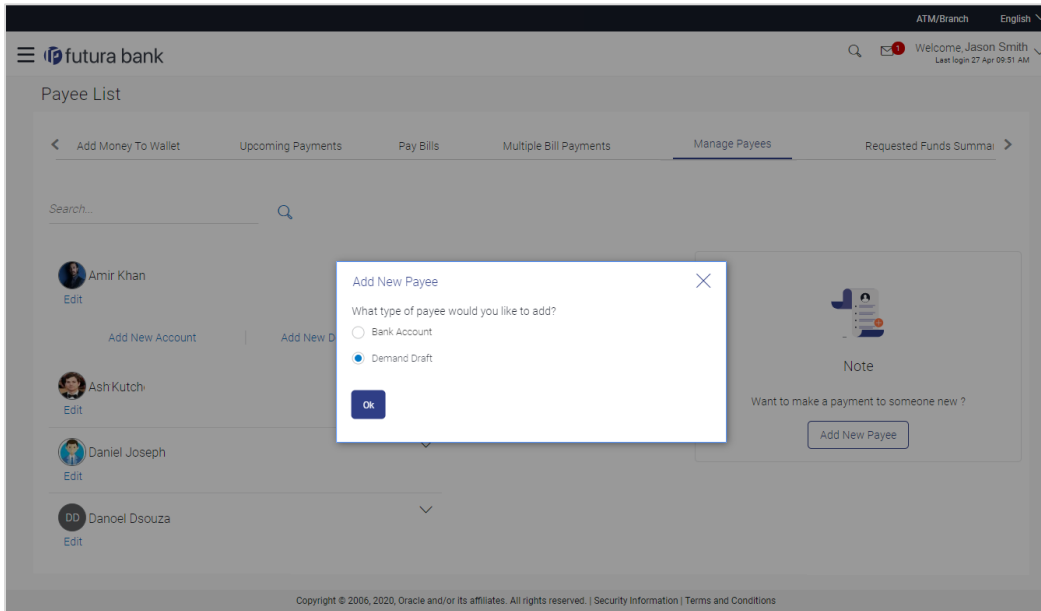 ATM/Branch English
futura bank
1
Welcome, Jason Smith
Last login 27 Apr 09:51 AM
Payee List
Add Money To Wallet Upcoming Payments Pay Bills Multiple Bill Payments Manage Payees Requested Funds Summar
Search...
Amir Khan
Edit
Add New Account Add New D
Ash Kutch
Edit
Daniel Joseph
Edit
DD Danoel Dsouza
Edit
Add New Payee
What type of payee would you like to add?
Bank Account
Demand Draft
Ok
Note
Want to make a payment to someone new ?
Add New Payee
Copyright © 2006, 2020, Oracle and/or its affiliates. All rights reserved. | Security Information | Terms and Conditions